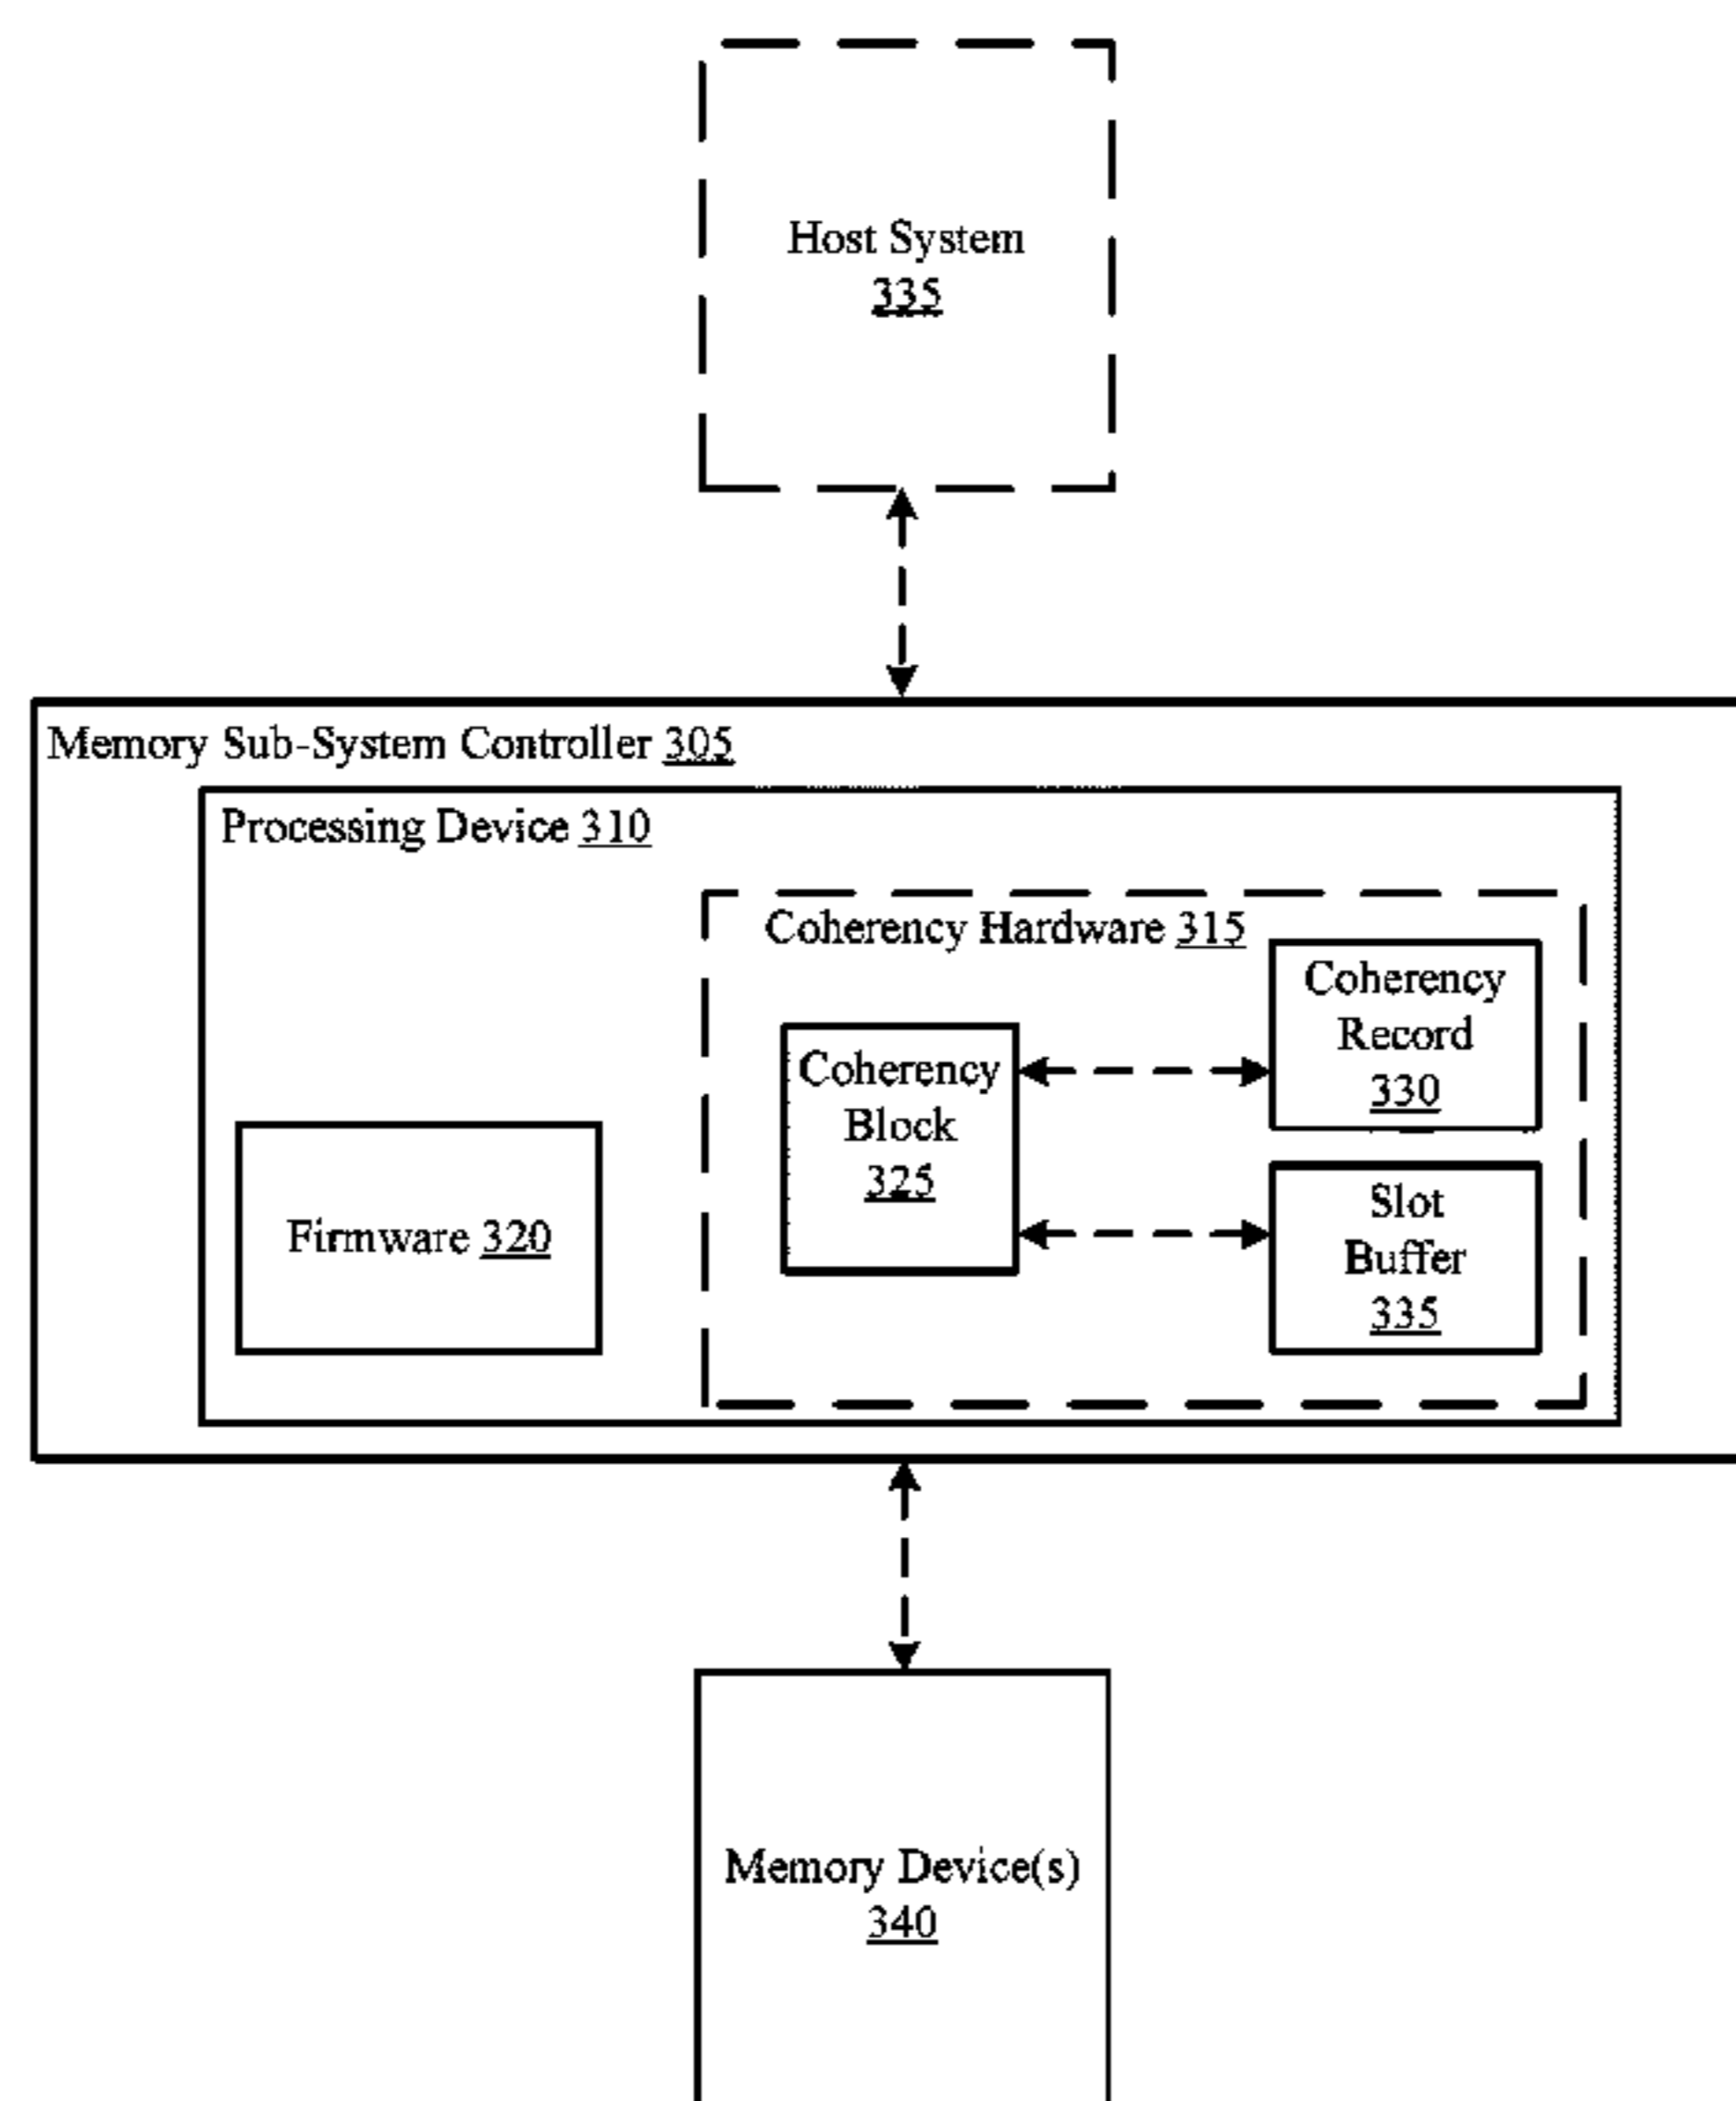 Host System
335
Memory Sub-System Controller 305
Processing Device 310
Coherency Hardware 315
Coherency
Record
330
Coherency
Block
325
Slot
Buffer
335
Firmware 320
Memory Device(s)
340